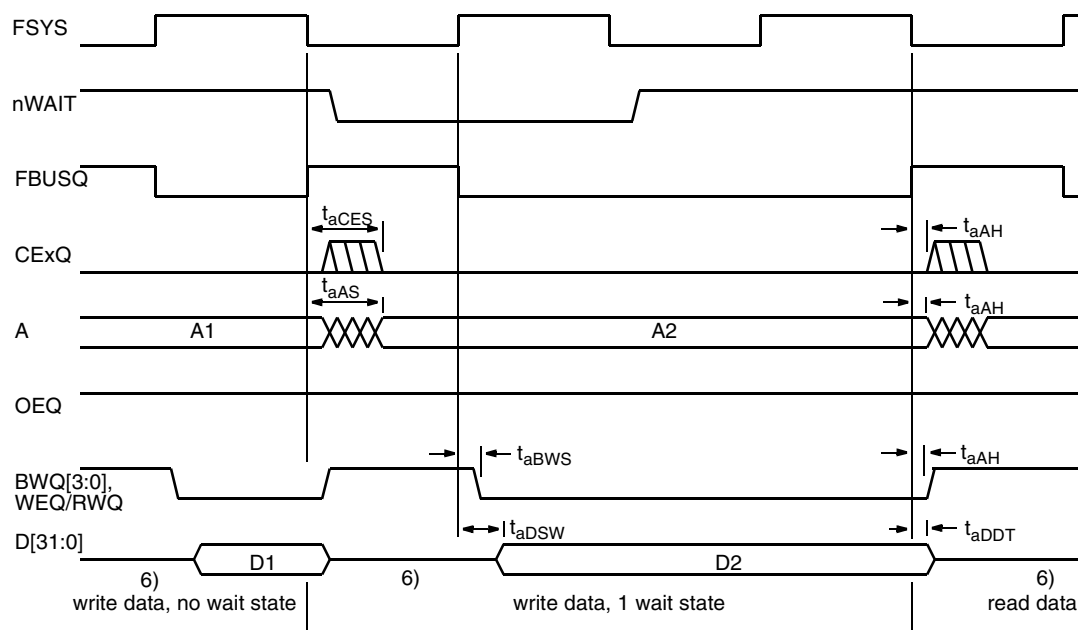 FSYS
nWAIT
FBUSQ
taCES
taAH
CExQ
taAS
taAH
A
A1
A2
OEQ
taBWS
taAH
BWQ[3:0],
WEQ/RWQ
taDSW
taDDT
D[31:0]
D1
D2
6)
6)
6)
write data, no wait state
write data, 1 wait state
read data